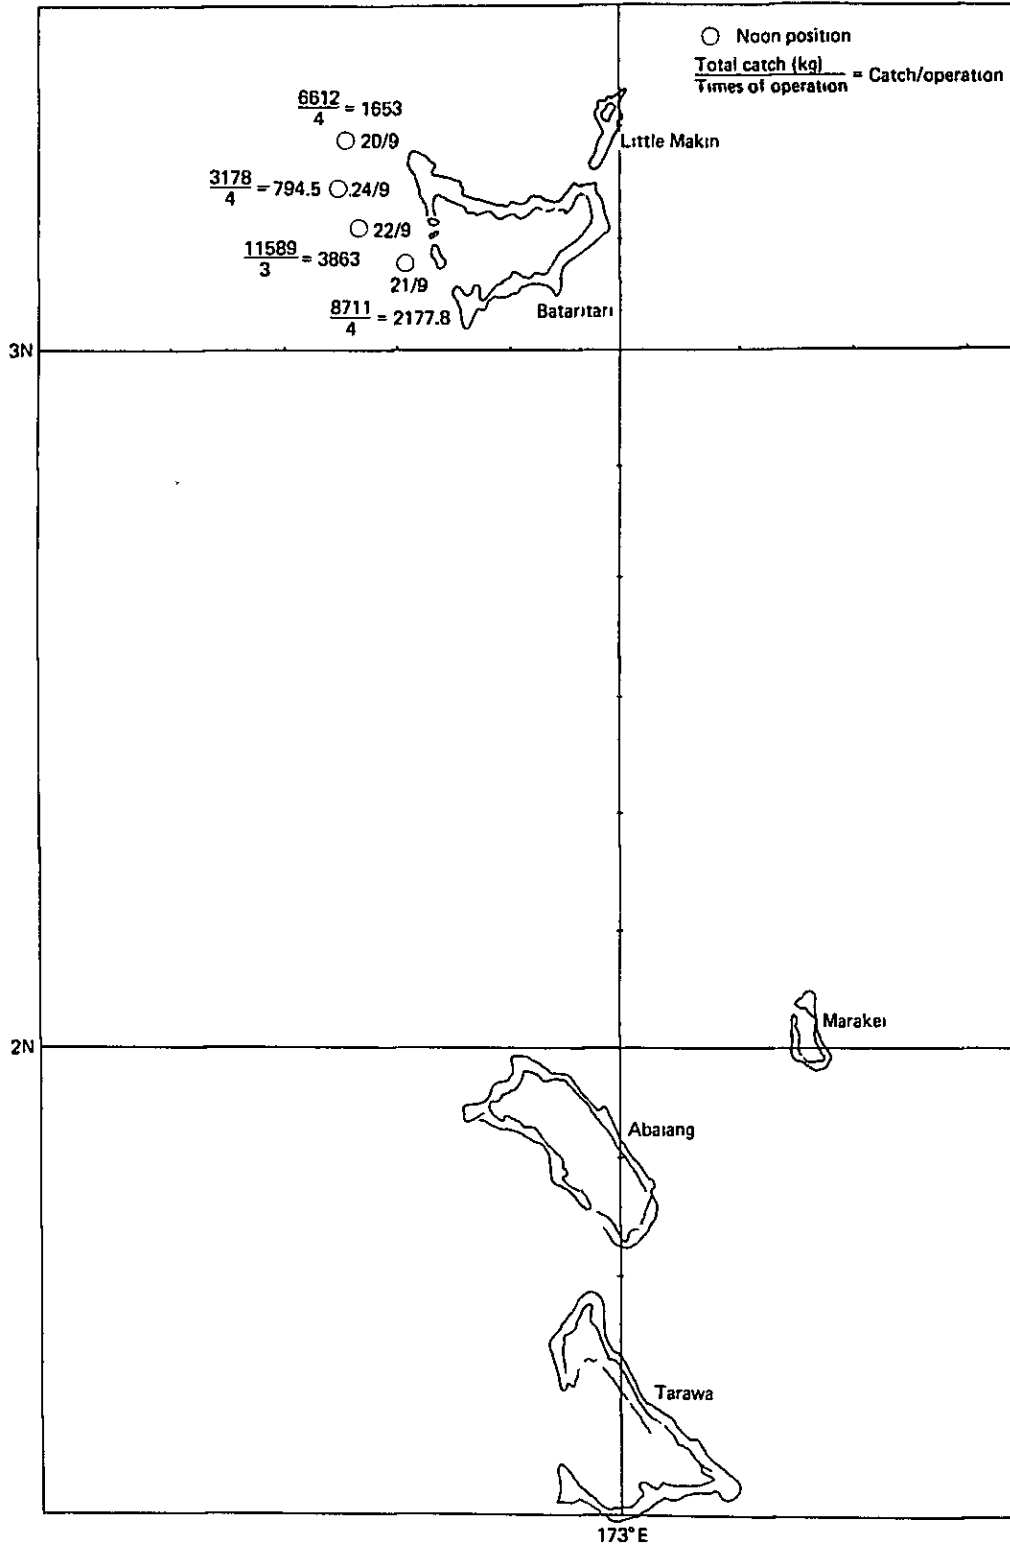 Noon position
Total catch (kg)
Times of operation = Catch/operation
6612
4 = 1653
20/9
Little Makin
3178
4 = 794.5
24/9
22/9
11589
3 = 3863
21/9
8711
4 = 2177.8
Butaritari
3N
2N
Marakei
Abaiang
Tarawa
173°E